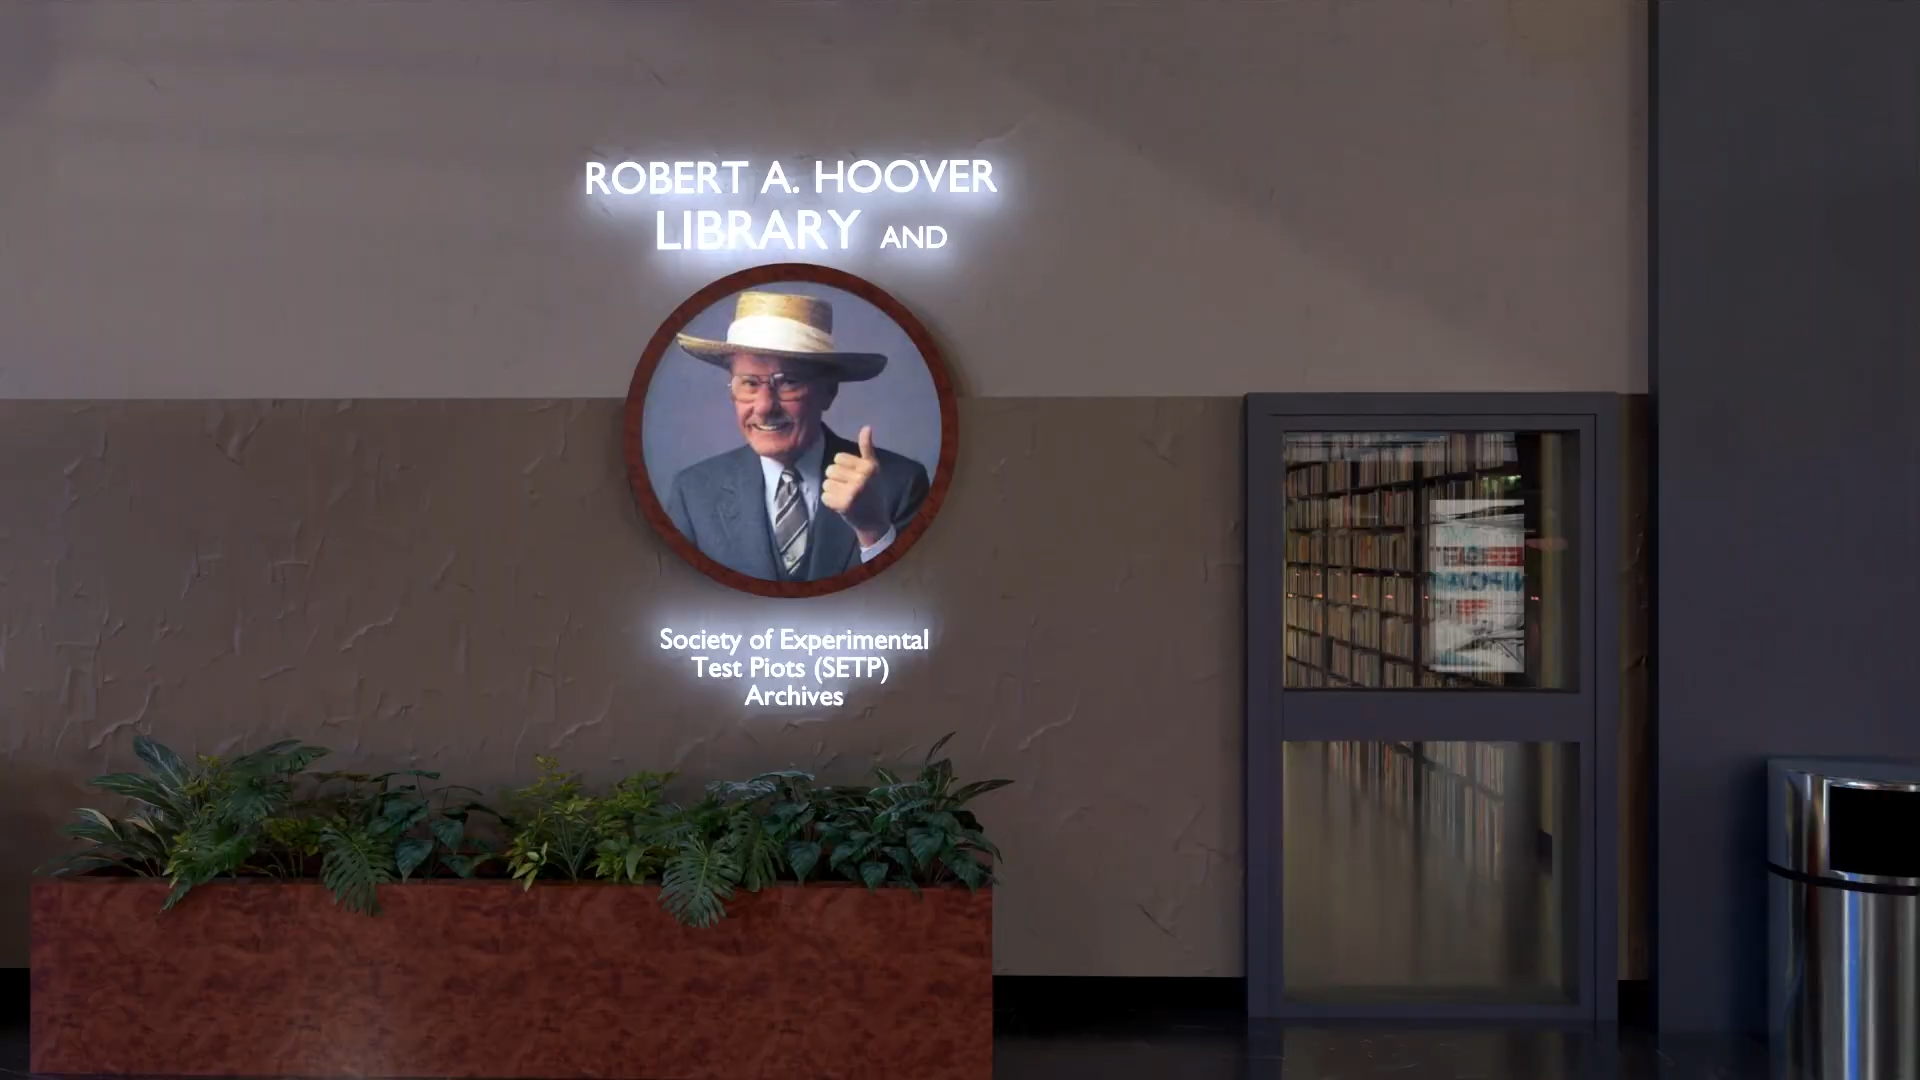 ROBERT A. HOOVER
LIBRARY AND
Society of Experimental
Test Piots (SETP)
Archives